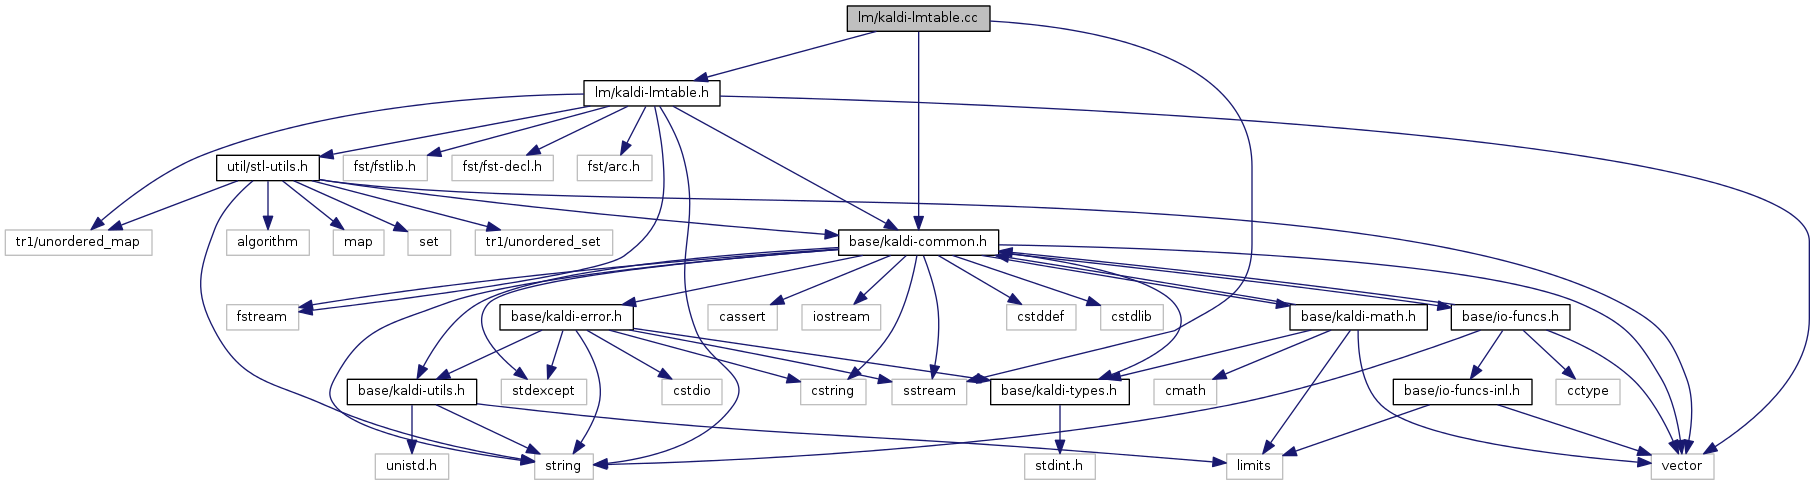 lm/kaldi-lmtable.cc
lm/kaldi-lmtable.h
util/stl-utils.h
fst/fstlib.h
fst/fst-decl.h
fst/arc.h
tr1/unordered_map
algorithm
map
set
tr1/unordered_set
base/kaldi-common.h
fstream
base/kaldi-error.h
cassert
iostream
cstddef
cstdlib
base/kaldi-math.h
base/io-funcs.h
base/kaldi-utils.h
stdexcept
cstdio
cstring
sstream
base/kaldi-types.h
cmath
base/io-funcs-inl.h
cctype
unistd.h
string
stdint.h
limits
vector